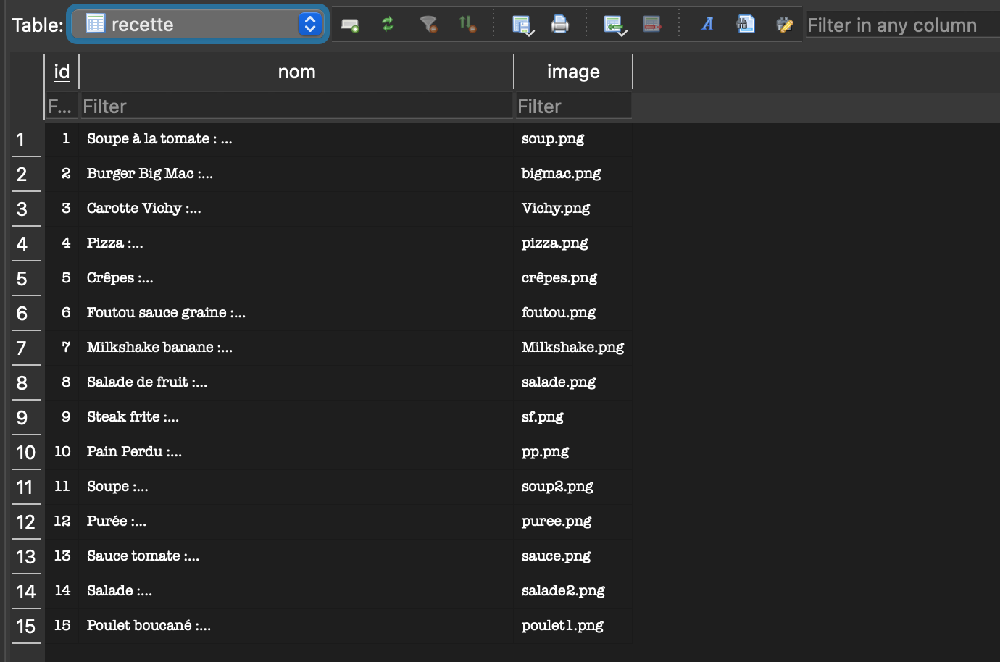 Table: recette Filter in any column
id nom image
F... Filter Filter
1 1 Soupe à la tomate : ... soup.png
2 2 Burger Big Mac :... bigmac.png
3 3 Carotte Vichy :... Vichy.png
4 4 Pizza :... pizza.png
5 5 Crêpes :... crêpes.png
6 6 Foutou sauce graine :... foutou.png
7 7 Milkshake banane :... Milkshake.png
8 8 Salade de fruit :... salade.png
9 9 Steak frite :... sf.png
10 10 Pain Perdu :... pp.png
11 11 Soupe :... soup2.png
12 12 Purée :... puree.png
13 13 Sauce tomate :... sauce.png
14 14 Salade :... salade2.png
15 15 Poulet boucané :... poulet1.png